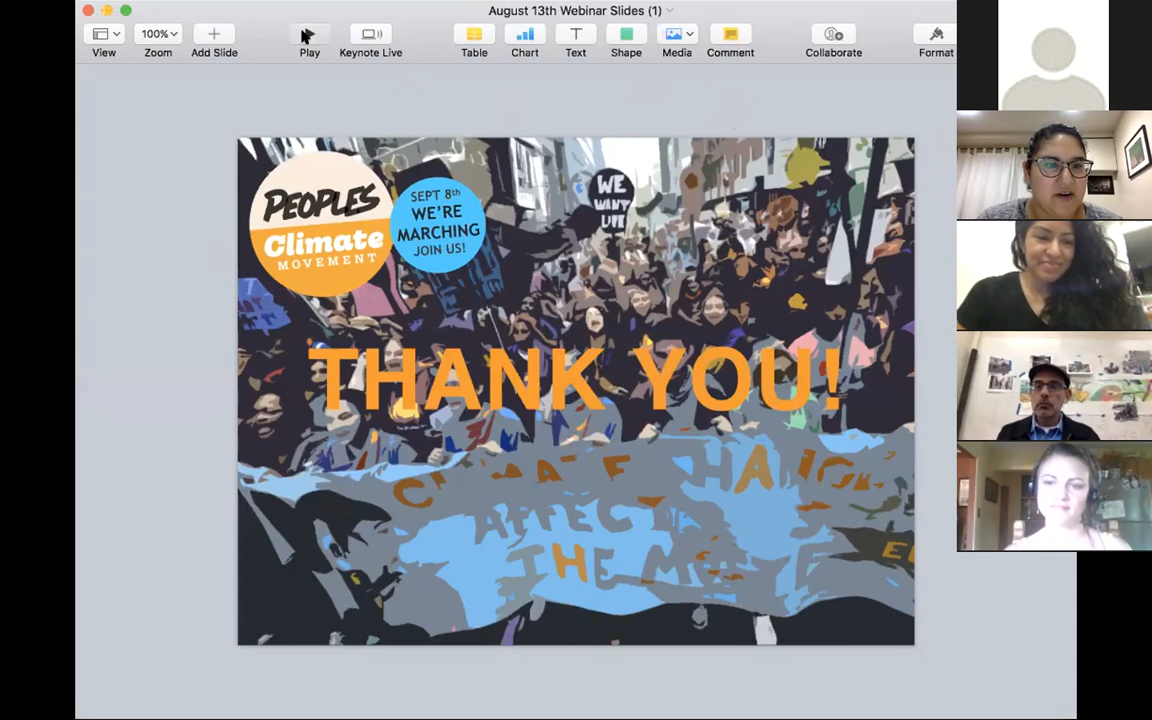 August 13th Webinar Slides (1)
100%
View
Zoom
Add Slide
Play
Keynote Live
Table
Chart
Text
Shape
Media
Comment
Collaborate
Format
PEOPLES
Climate
MOVEMENT
SEPT 8th
WE'RE
MARCHING
JOIN US!
WE
WANT
THANK YOU!
THE